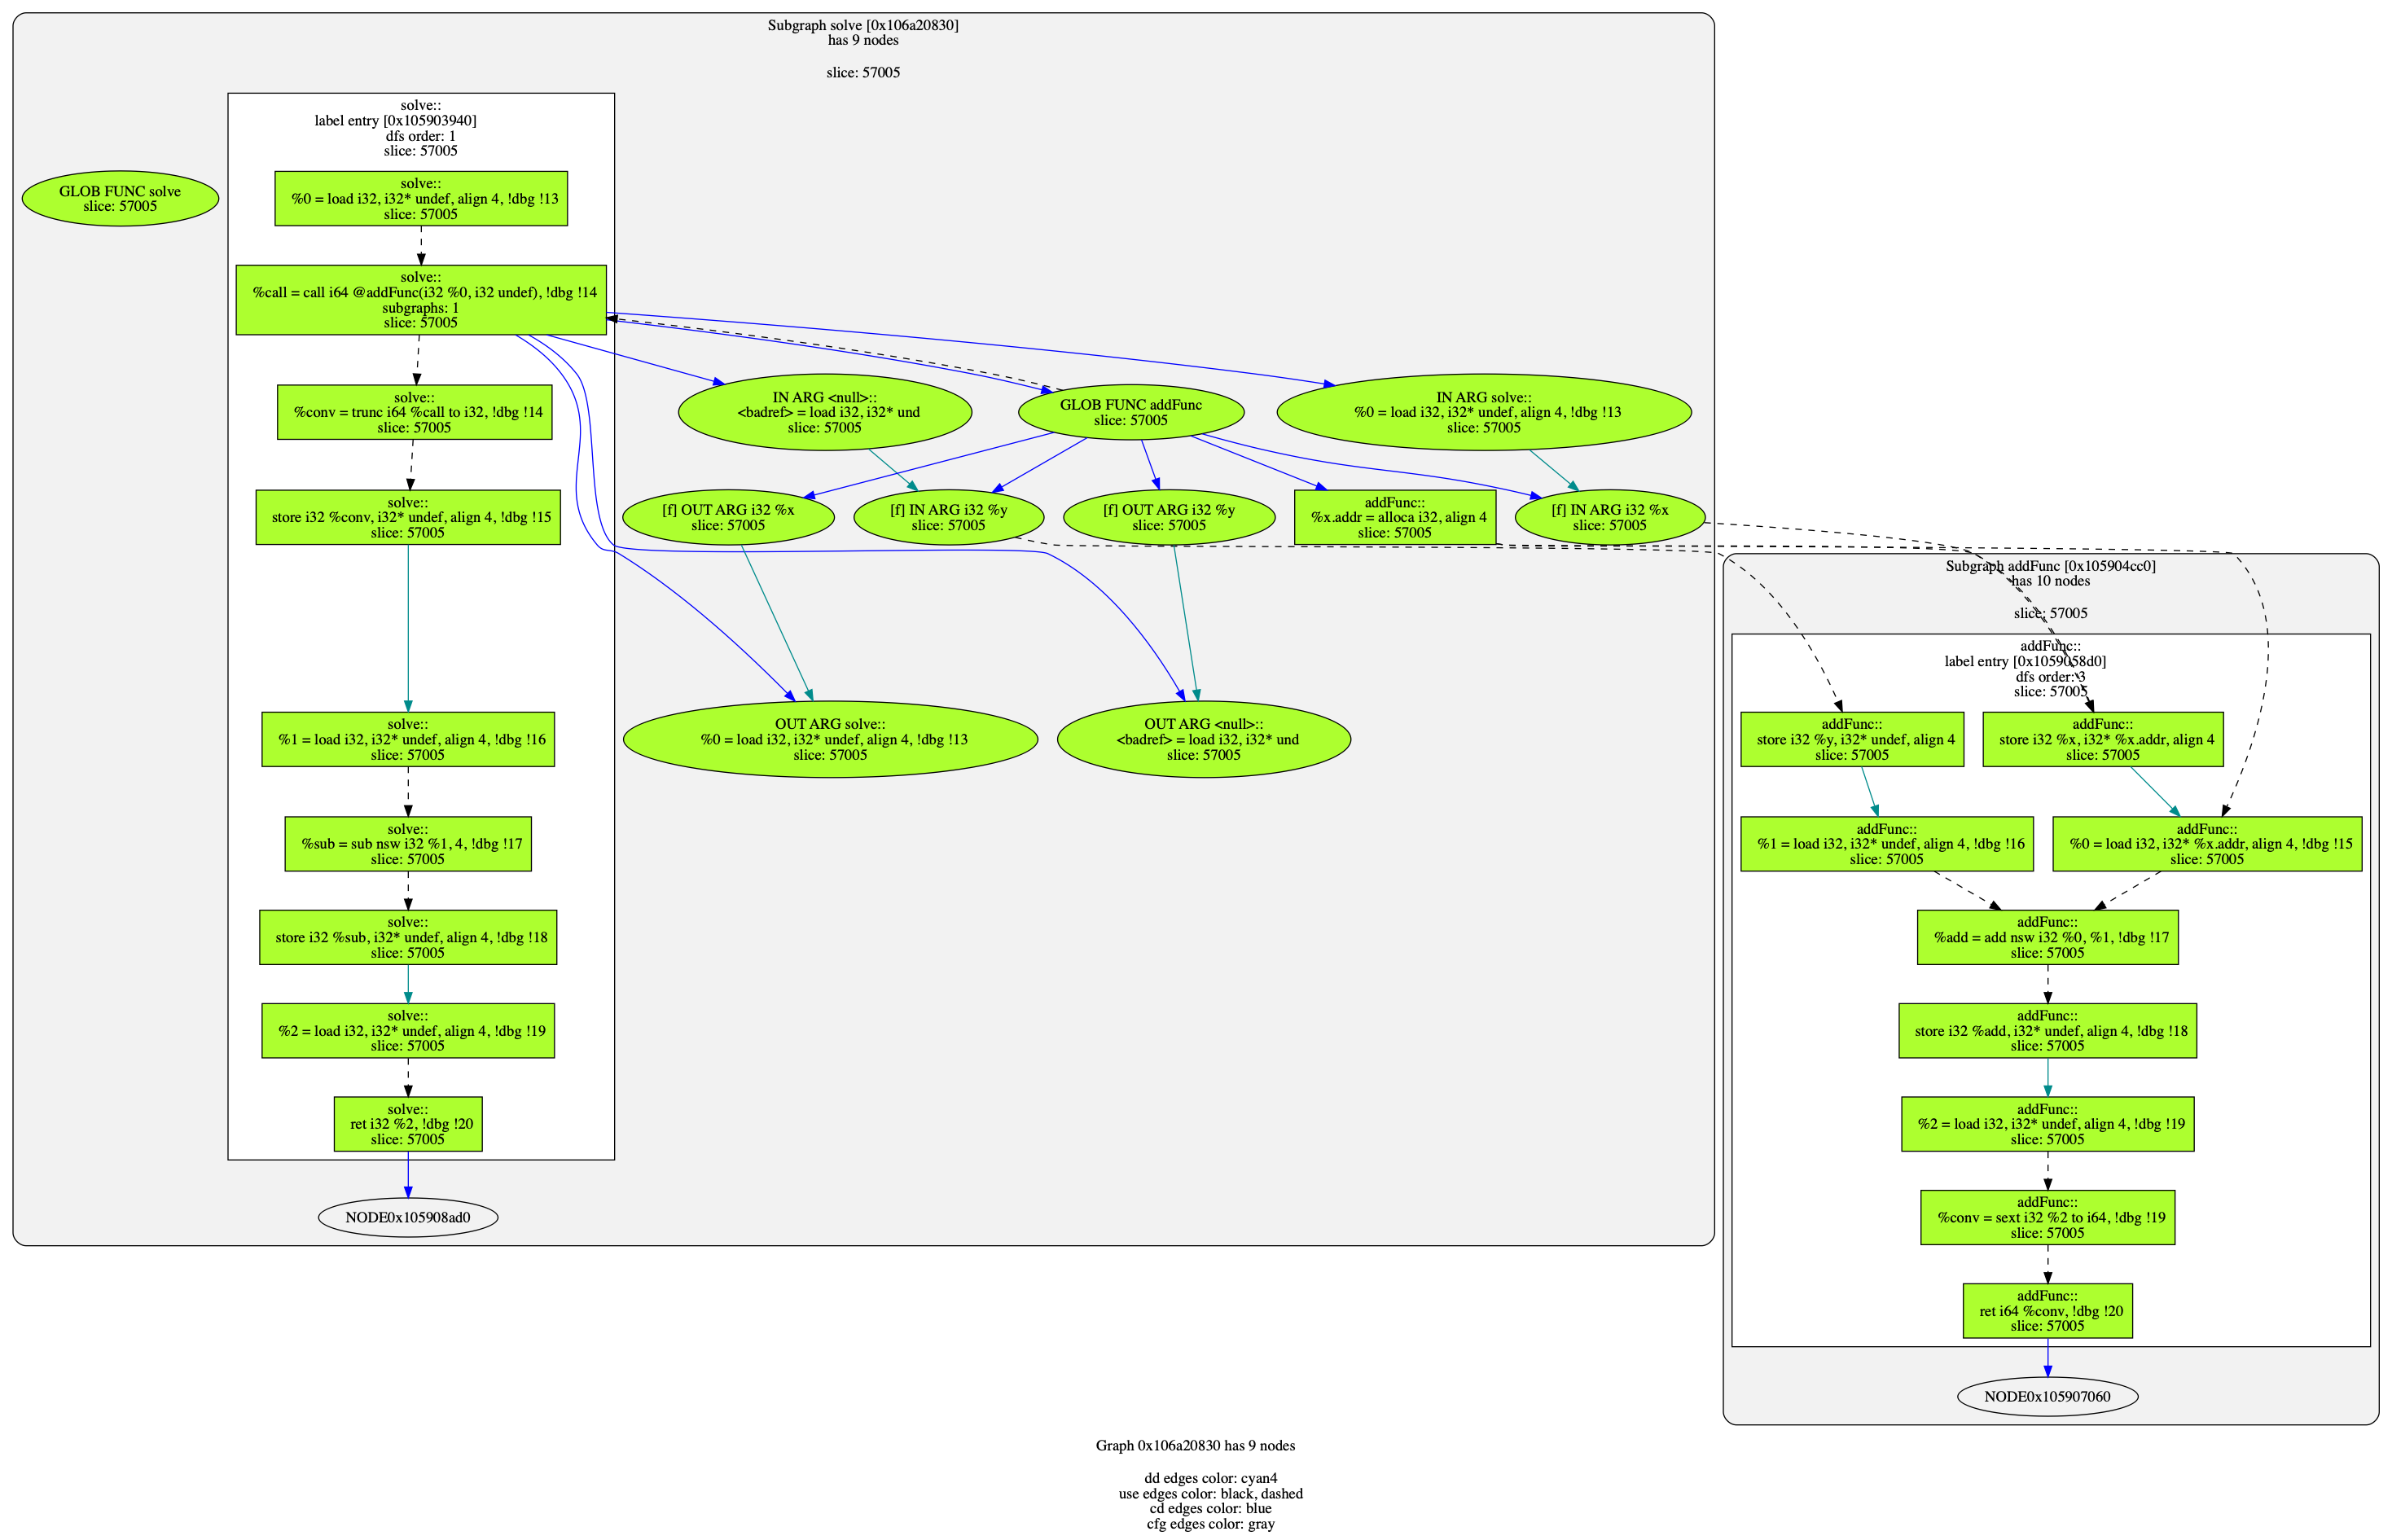 Subgraph solve [0x106a20830]
has 9 nodes
slice: 57005
solve::
label entry [0x105903940]
dfs order: 1
slice: 57005
GLOB FUNC solve
slice: 57005
solve::
%0 = load i32, i32* undef, align 4, !dbg !13
slice: 57005
solve::
%call = call i64 @addFunc(i32 %0, i32 undef), !dbg !14
subgraphs: 1
slice: 57005
solve::
%conv = trunc i64 %call to i32, !dbg !14
slice: 57005
solve::
store i32 %conv, i32* undef, align 4, !dbg !15
slice: 57005
solve::
%1 = load i32, i32* undef, align 4, !dbg !16
slice: 57005
solve::
%sub = sub nsw i32 %1, 4, !dbg !17
slice: 57005
solve::
store i32 %sub, i32* undef, align 4, !dbg !18
slice: 57005
solve::
%2 = load i32, i32* undef, align 4, !dbg !19
slice: 57005
solve::
ret i32 %2, !dbg !20
slice: 57005
NODE0x105908ad0
IN ARG <null>::
<badref> = load i32, i32* und
slice: 57005
GLOB FUNC addFunc
slice: 57005
IN ARG solve::
%0 = load i32, i32* undef, align 4, !dbg !13
slice: 57005
[f] OUT ARG i32 %x
slice: 57005
[f] IN ARG i32 %y
slice: 57005
[f] OUT ARG i32 %y
slice: 57005
addFunc::
%x.addr = alloca i32, align 4
slice: 57005
[f] IN ARG i32 %x
slice: 57005
OUT ARG solve::
%0 = load i32, i32* undef, align 4, !dbg !13
slice: 57005
OUT ARG <null>::
<badref> = load i32, i32* und
slice: 57005
Subgraph addFunc [0x105904cc0]
has 10 nodes
slice: 57005
addFunc::
label entry [0x1059058d0]
dfs order: 3
slice: 57005
addFunc::
store i32 %y, i32* undef, align 4
slice: 57005
addFunc::
store i32 %x, i32* %x.addr, align 4
slice: 57005
addFunc::
%1 = load i32, i32* undef, align 4, !dbg !16
slice: 57005
addFunc::
%0 = load i32, i32* %x.addr, align 4, !dbg !15
slice: 57005
addFunc::
%add = add nsw i32 %0, %1, !dbg !17
slice: 57005
addFunc::
store i32 %add, i32* undef, align 4, !dbg !18
slice: 57005
addFunc::
%2 = load i32, i32* undef, align 4, !dbg !19
slice: 57005
addFunc::
%conv = sext i32 %2 to i64, !dbg !19
slice: 57005
addFunc::
ret i64 %conv, !dbg !20
slice: 57005
NODE0x105907060
Graph 0x106a20830 has 9 nodes
dd edges color: cyan4
use edges color: black, dashed
cd edges color: blue
cfg edges color: gray